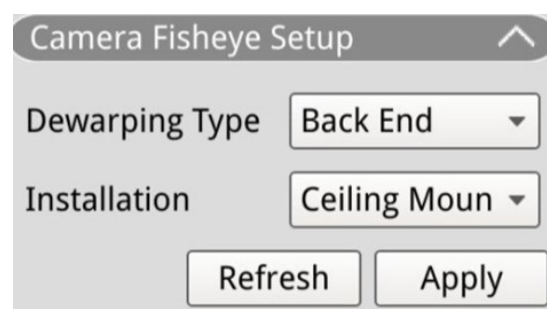 Camera Fisheye Setup
Dewarping Type Back End
Installation Ceiling Moun
Refresh Apply